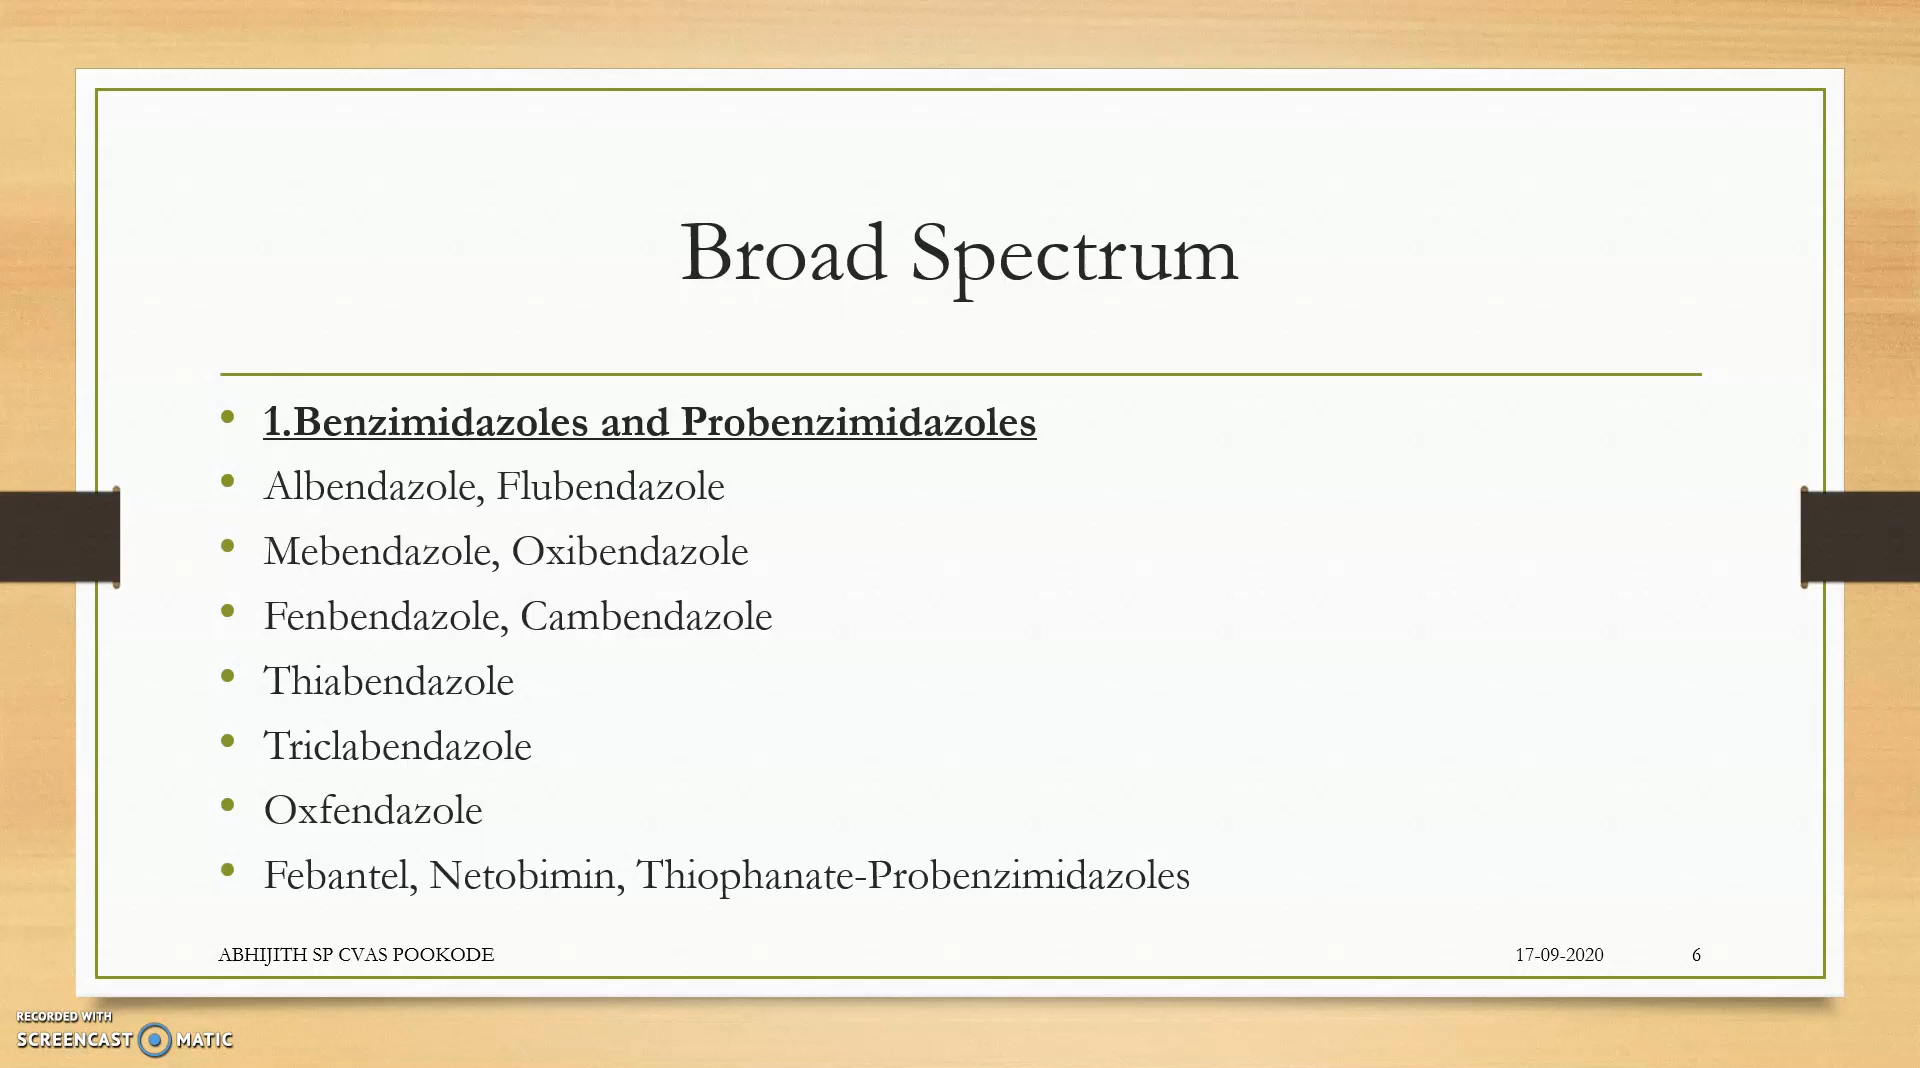 Broad Spectrum
1.Benzimidazoles and Probenzimidazoles
Albendazole, Flubendazole
Mebendazole, Oxibendazole
Fenbendazole, Cambendazole
Thiabendazole
Triclabendazole
Oxfendazole
Febantel, Netobimin, Thiophanate-Probenzimidazoles
ABHIJITH SP CVAS POOKODE 17-09-2020 6
RECORDED WITH
SCREENCAST MATIC